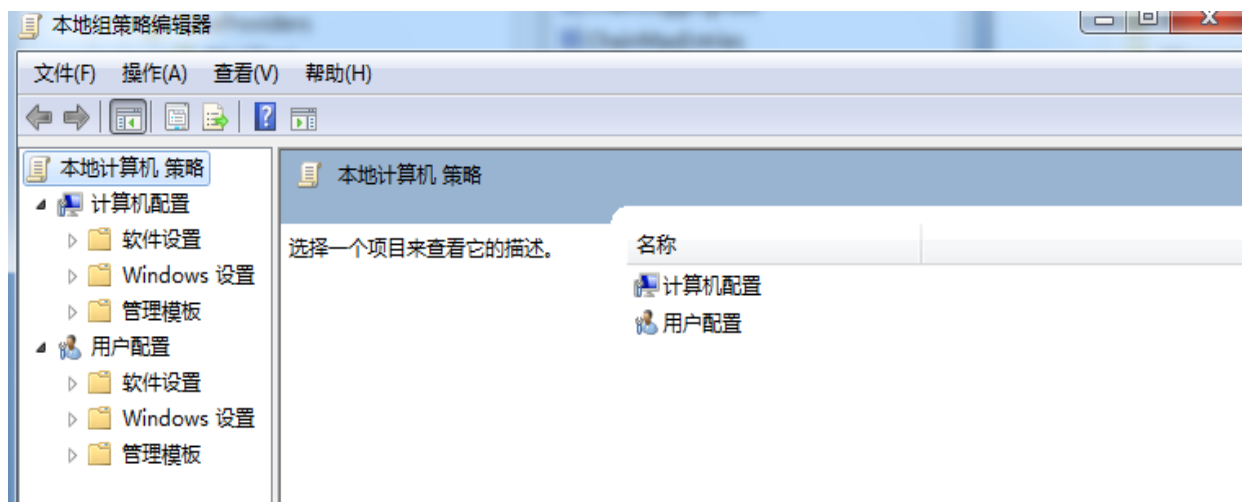 本地组策略编辑器
文件(F) 操作(A) 查看(V) 帮助(H)
本地计算机 策略
计算机配置
软件设置
Windows 设置
管理模板
用户配置
软件设置
Windows 设置
管理模板
本地计算机 策略
选择一个项目来查看它的描述。
名称
计算机配置
用户配置